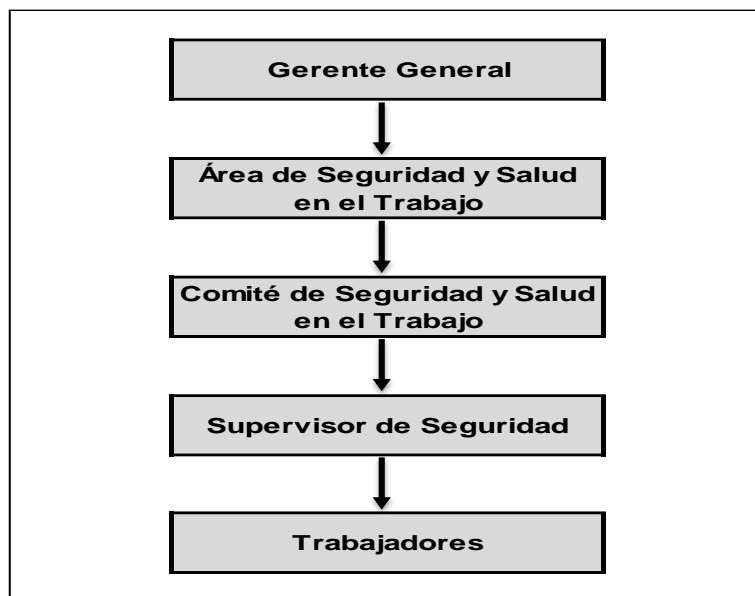 Gerente General
Área de Seguridad y Salud
en el Trabajo
Comité de Seguridad y Salud
en el Trabajo
Supervisor de Seguridad
Trabajadores